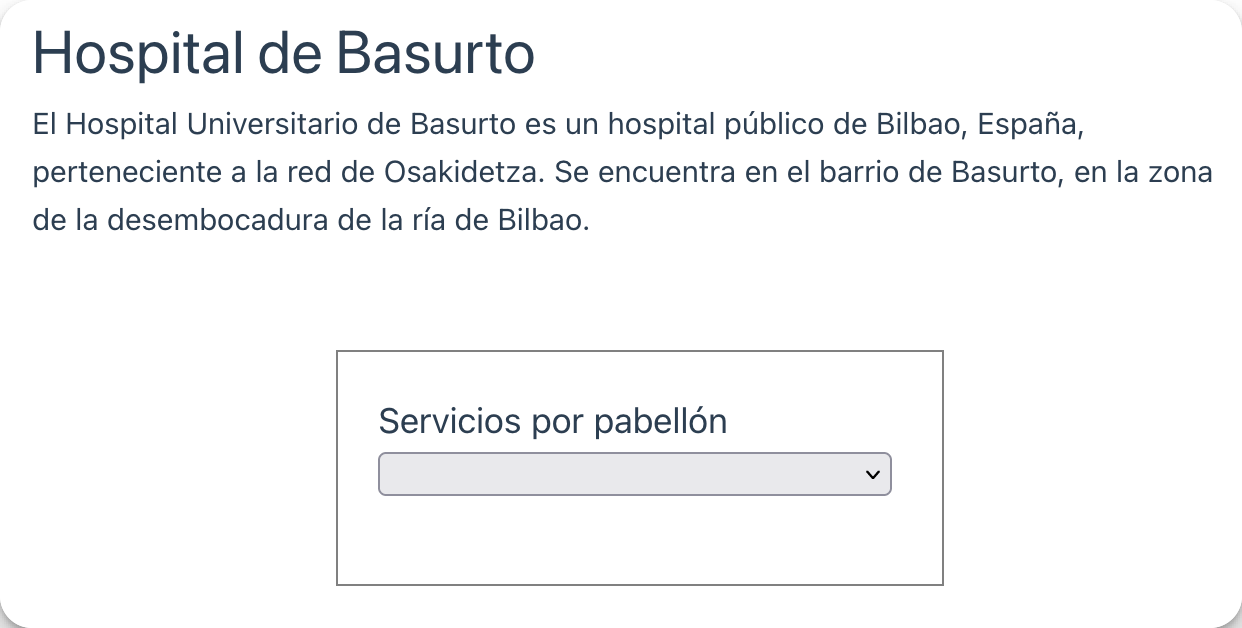 Hospital de Basurto
El Hospital Universitario de Basurto es un hospital público de Bilbao, España,
perteneciente a la red de Osakidetza. Se encuentra en el barrio de Basurto, en la zona
de la desembocadura de la ría de Bilbao.
Servicios por pabellón